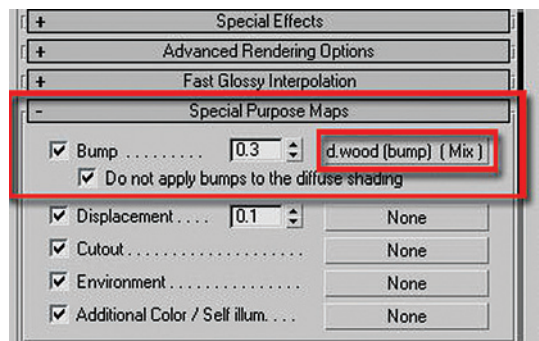 + Special Effects
+ Advanced Rendering Options
+ Fast Glossy Interpolation
- Special Purpose Maps
Bump ......... 0.3 d.wood (bump) ( Mix )
Do not apply bumps to the diffuse shading
Displacement .... 0.1 None
Cutout .................... None
Environment ............... None
Additional Color / Self illum. ... None